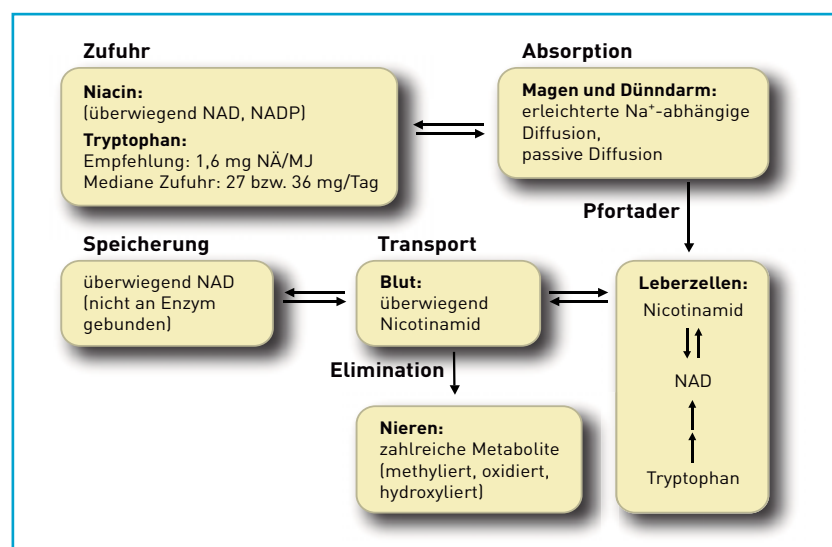 Zufuhr
Niacin:
(überwiegend NAD, NADP)
Tryptophan:
Empfehlung: 1,6 mg NÄ/MJ
Mediane Zufuhr: 27 bzw. 36 mg/Tag
Absorption
Magen und Dünndarm:
erleichterte Na⁺-abhängige
Diffusion,
passive Diffusion
Pfortader
Speicherung
überwiegend NAD
(nicht an Enzym
gebunden)
Transport
Blut:
überwiegend
Nicotinamid
Leberzellen:
Nicotinamid
NAD
Tryptophan
Elimination
Nieren:
zahlreiche Metabolite
(methyliert, oxidiert,
hydroxyliert)